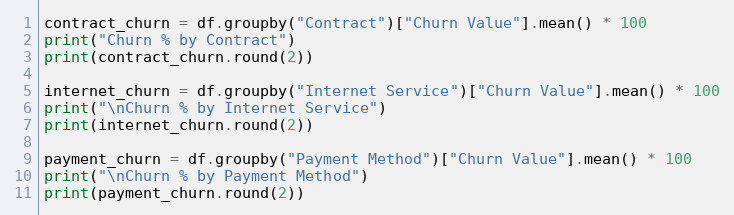 1 contract_churn = df.groupby("Contract")["Churn Value"].mean() * 100
2 print("Churn % by Contract")
3 print(contract_churn.round(2))
4
5 internet_churn = df.groupby("Internet Service")["Churn Value"].mean() * 100
6 print("\nChurn % by Internet Service")
7 print(internet_churn.round(2))
8
9 payment_churn = df.groupby("Payment Method")["Churn Value"].mean() * 100
10 print("\nChurn % by Payment Method")
11 print(payment_churn.round(2))